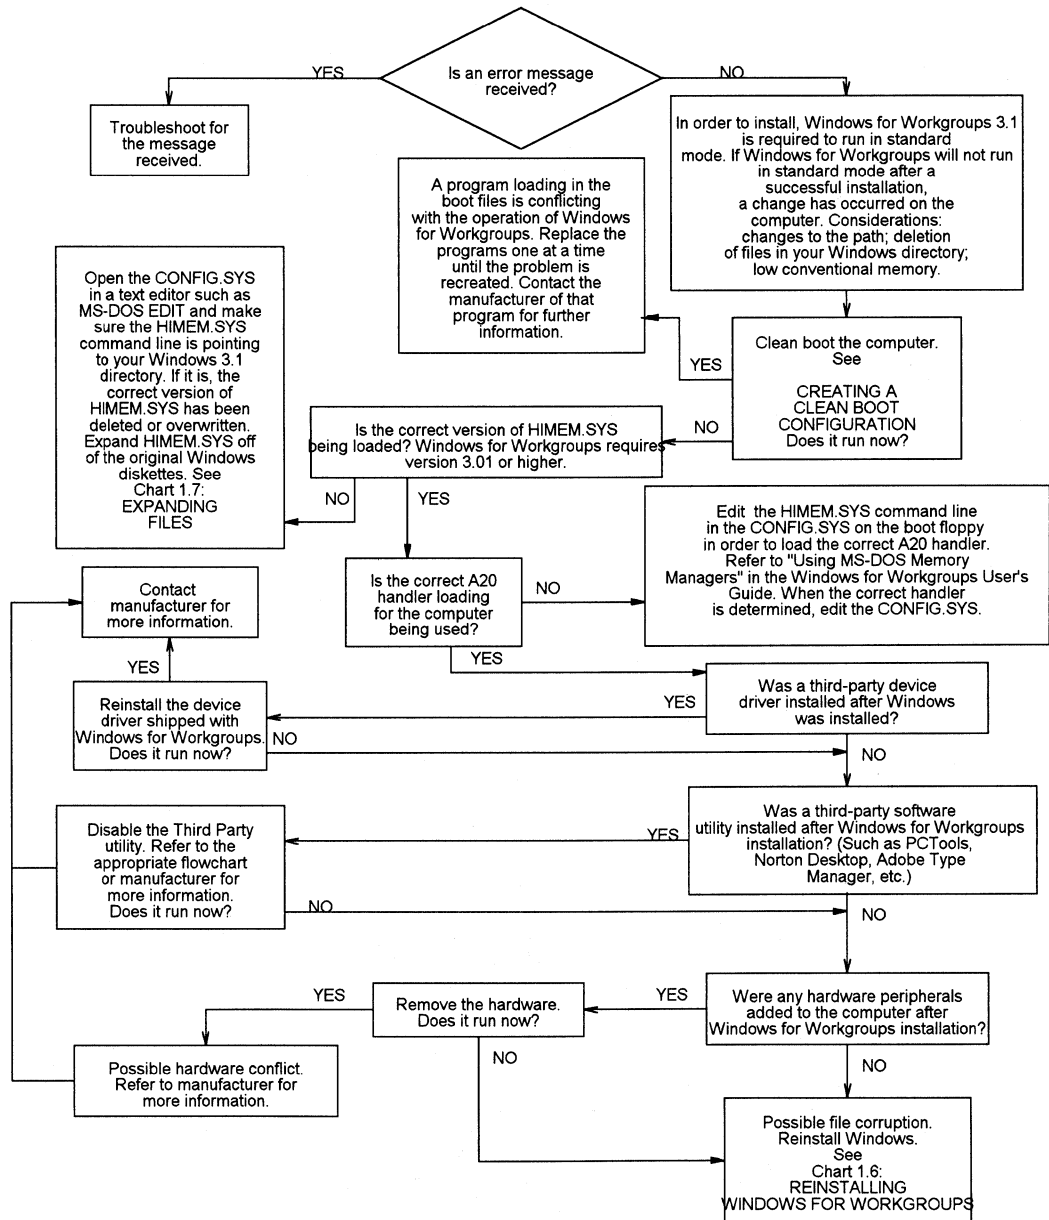 Is an error message
received?
YES
NO
Troubleshoot for
the message
received.
In order to install, Windows for Workgroups 3.1
is required to run in standard
mode. If Windows for Workgroups will not run
in standard mode after a
successful installation,
a change has occurred on the
computer. Considerations:
changes to the path; deletion
of files in your Windows directory;
low conventional memory.
A program loading in the
boot files is conflicting
with the operation of Windows
for Workgroups. Replace the
programs one at a time
until the problem is
recreated. Contact the
manufacturer of that
program for further
information.
Open the CONFIG.SYS
in a text editor such as
MS-DOS EDIT and make
sure the HIMEM.SYS
command line is pointing
to your Windows 3.1
directory. If it is, the
correct version of
HIMEM.SYS has been
deleted or overwritten.
Expand HIMEM.SYS off
of the original Windows
diskettes. See
Chart 1.7:
EXPANDING
FILES
Clean boot the computer.
See
CREATING A
CLEAN BOOT
CONFIGURATION
Does it run now?
YES
NO
Is the correct version of HIMEM.SYS
being loaded? Windows for Workgroups requires
version 3.01 or higher.
NO
YES
Is the correct A20
handler loading
for the computer
being used?
NO
Edit the HIMEM.SYS command line
in the CONFIG.SYS on the boot floppy
in order to load the correct A20 handler.
Refer to "Using MS-DOS Memory
Managers" in the Windows for Workgroups User's
Guide. When the correct handler
is determined, edit the CONFIG.SYS.
Contact
manufacturer for
more information.
YES
YES
Was a third-party device
driver installed after Windows
was installed?
YES
Reinstall the device
driver shipped with
Windows for Workgroups.
Does it run now?
NO
NO
Was a third-party software
utility installed after Windows for Workgroups
installation? (Such as PCTools,
Norton Desktop, Adobe Type
Manager, etc.)
YES
Disable the Third Party
utility. Refer to the
appropriate flowchart
or manufacturer for
more information.
Does it run now?
NO
NO
Were any hardware peripherals
added to the computer after
Windows for Workgroups installation?
YES
Remove the hardware.
Does it run now?
YES
NO
NO
Possible hardware conflict.
Refer to manufacturer for
more information.
Possible file corruption.
Reinstall Windows.
See
Chart 1.6:
REINSTALLING
WINDOWS FOR WORKGROUPS